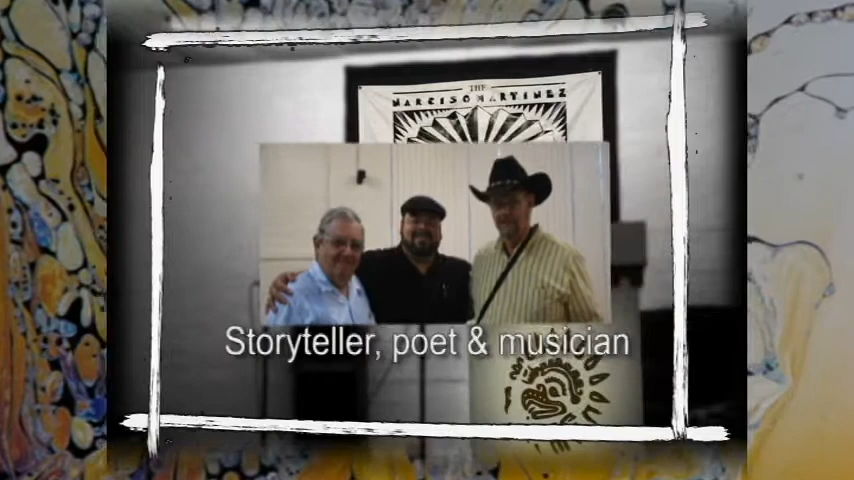 THE
NARCISO MARTINEZ
Storyteller, poet & musician